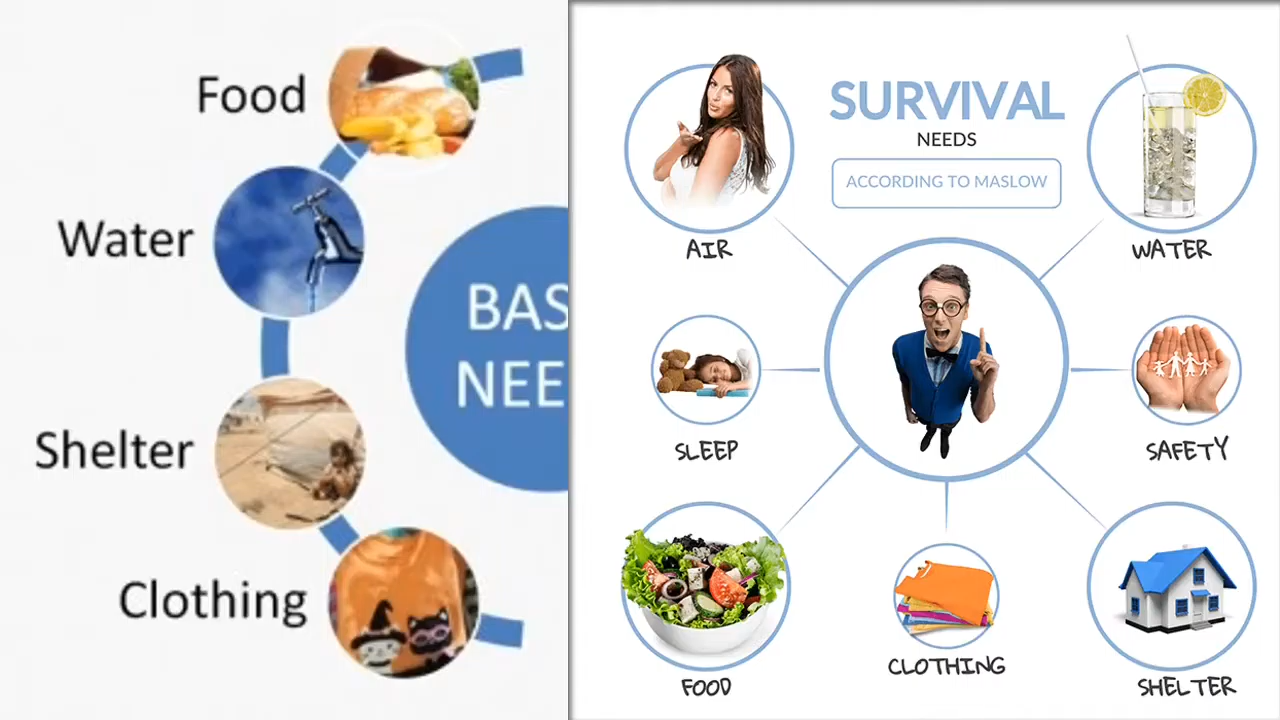 Food
Water
BAS
NEE
Shelter
Clothing
SURVIVAL
NEEDS
ACCORDING TO MASLOW
AIR
WATER
SLEEP
SAFETY
FOOD
CLOTHING
SHELTER